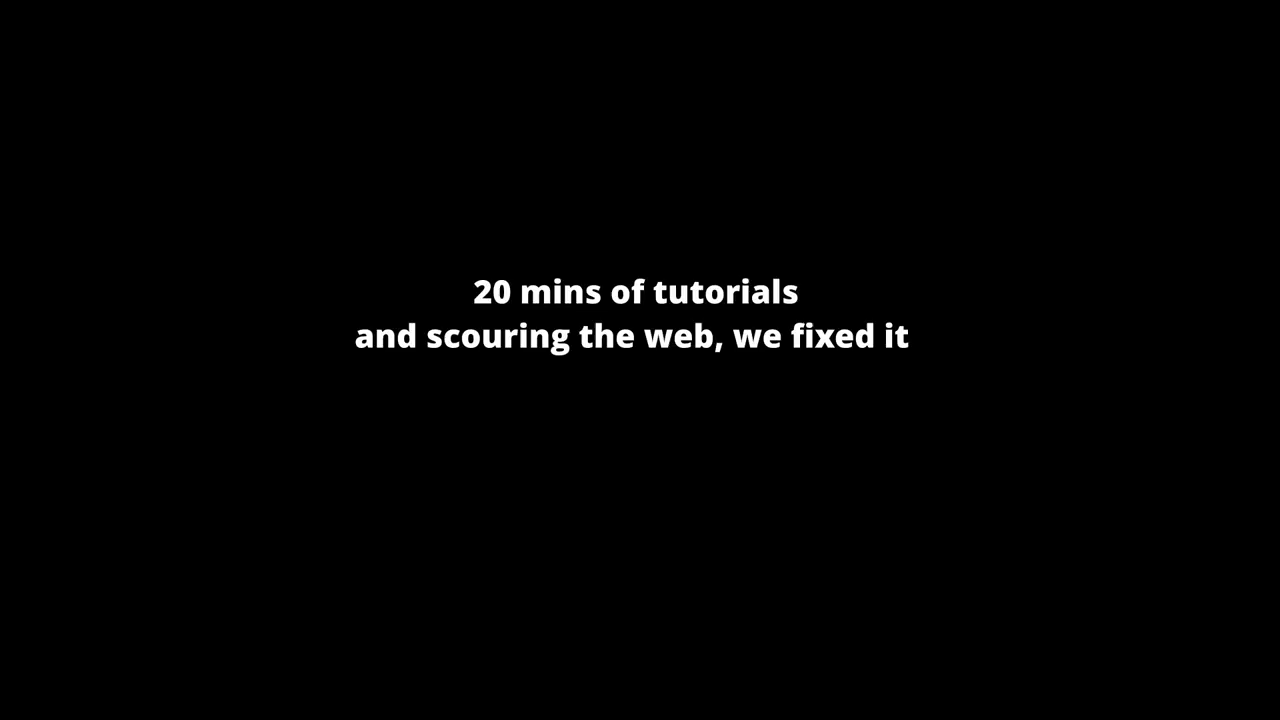 20 mins of tutorials
and scouring the web, we fixed it